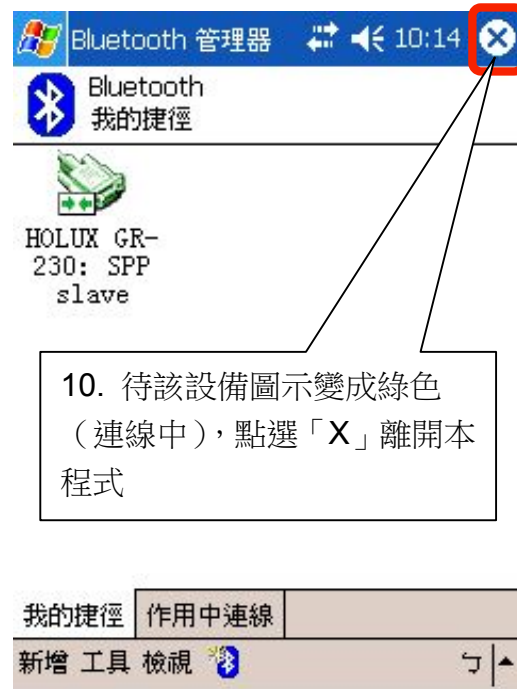 Bluetooth 管理器 10:14
Bluetooth
我的捷徑
HOLUX GR-
230: SPP
slave
10. 待該設備圖示變成綠色
（連線中），點選「X」離開本
程式
我的捷徑 作用中連線
新增 工具 檢視 ㄅ